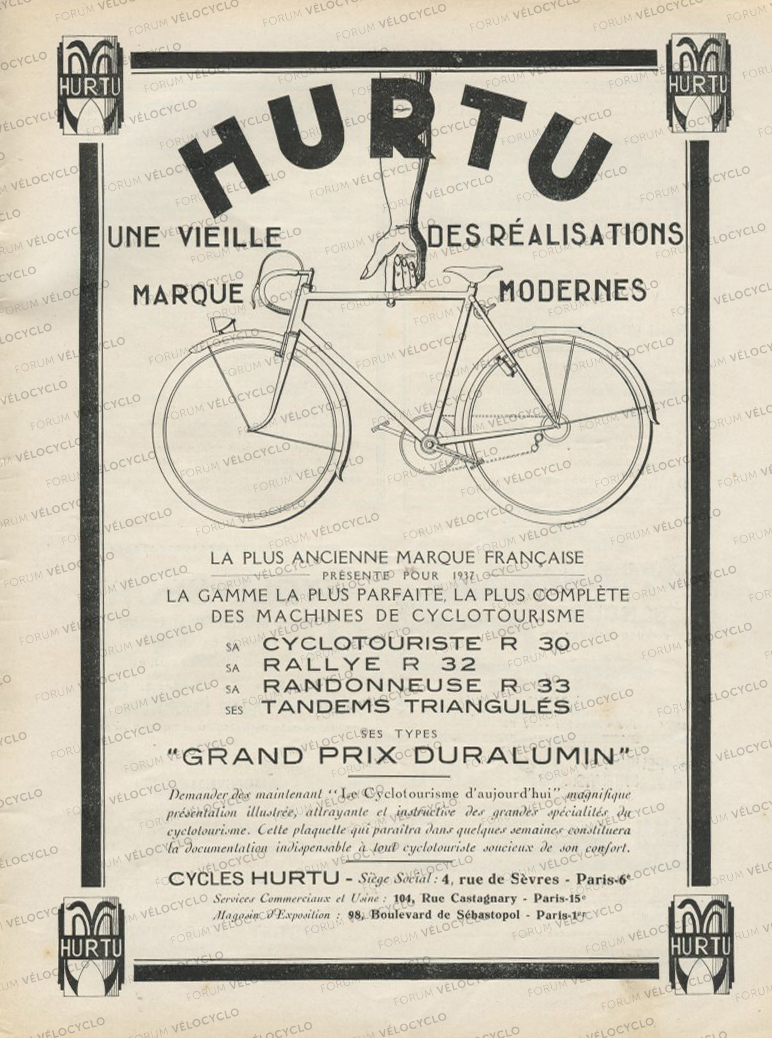 HURTU
HURTU
HURTU
UNE VIEILLE
MARQUE
DES RÉALISATIONS
MODERNES
LA PLUS ANCIENNE MARQUE FRANÇAISE
PRÉSENTE POUR 1937
LA GAMME LA PLUS PARFAITE, LA PLUS COMPLÈTE
DES MACHINES DE CYCLOTOURISME
SA CYCLOTOURISTE R 30
SA RALLYE R 32
SA RANDONNEUSE R 33
SES TANDEMS TRIANGULÉS
SES TYPES
"GRAND PRIX DURALUMIN"
Demander dès maintenant "Le Cyclotourisme d'aujourd'hui" magnifique
présentation illustrée, attrayante et instructive des grandes spécialités du
cyclotourisme. Cette plaquette qui paraîtra dans quelques semaines constituera
la documentation indispensable à tout cyclotouriste soucieux de son confort.
CYCLES HURTU - Siège Social : 4, rue de Sèvres - Paris-6e
Services Commerciaux et Usine : 104, Rue Castagnary - Paris-15e
Magasin d'Exposition : 98, Boulevard de Sébastopol - Paris-1er
HURTU
HURTU
FORUM VÉLOCYCLO